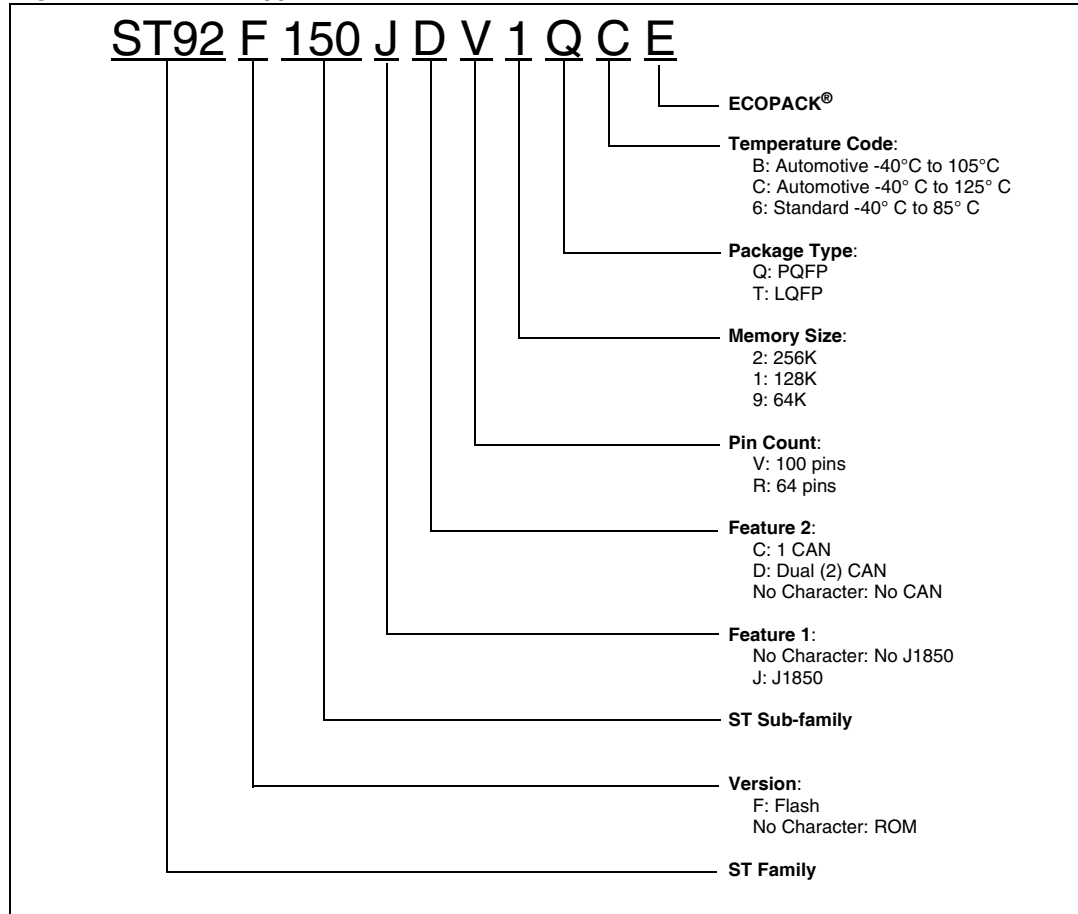 ST92 F 150 J D V 1 Q C E
ECOPACK®
Temperature Code:
B: Automotive -40°C to 105°C
C: Automotive -40° C to 125° C
6: Standard -40° C to 85° C
Package Type:
Q: PQFP
T: LQFP
Memory Size:
2: 256K
1: 128K
9: 64K
Pin Count:
V: 100 pins
R: 64 pins
Feature 2:
C: 1 CAN
D: Dual (2) CAN
No Character: No CAN
Feature 1:
No Character: No J1850
J: J1850
ST Sub-family
Version:
F: Flash
No Character: ROM
ST Family